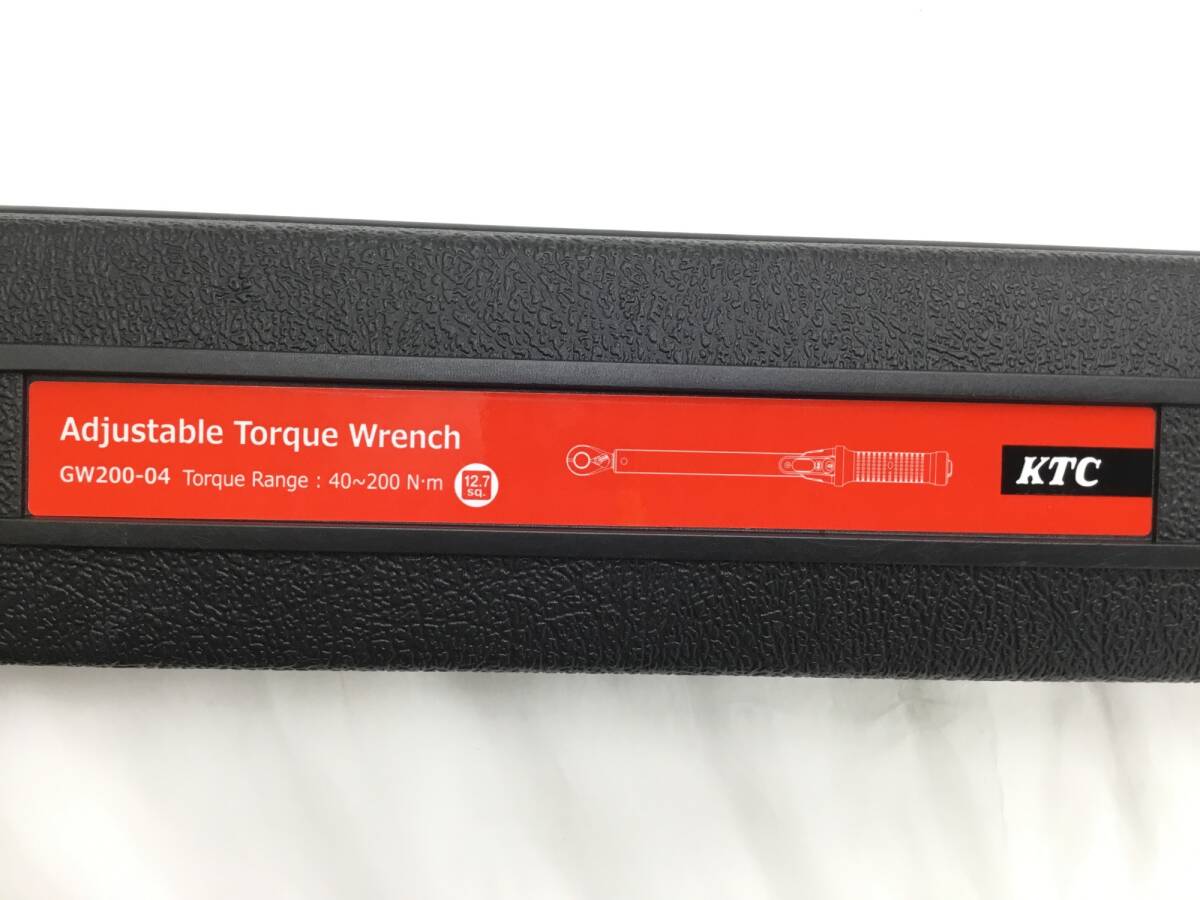 Adjustable Torque Wrench
GW200-04 Torque Range : 40~200 N·m
12.7
sq.
KTC